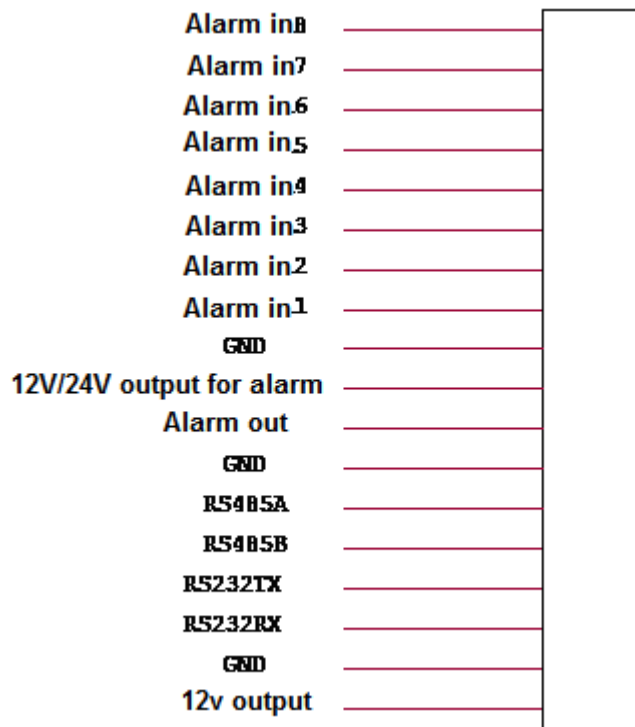 Alarm in8
Alarm in7
Alarm in6
Alarm in5
Alarm in4
Alarm in3
Alarm in2
Alarm in1
GND
12V/24V output for alarm
Alarm out
GND
RS485A
RS485B
RS232TX
RS232RX
GND
12v output